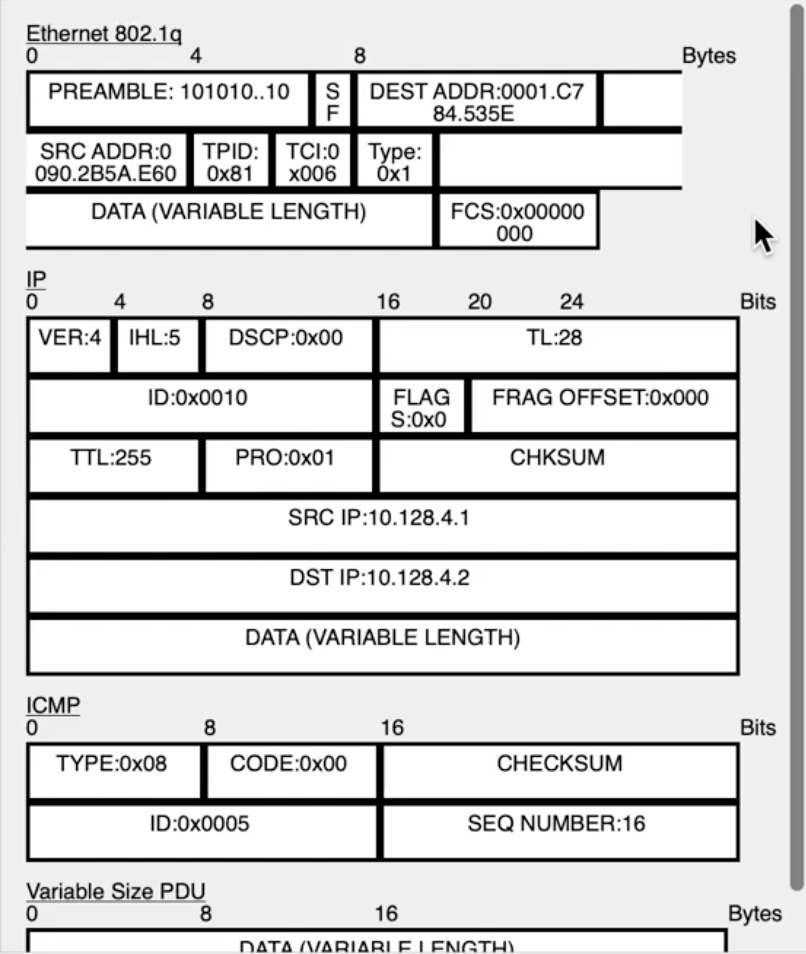 Ethernet 802.1q
0 4 8 Bytes
PREAMBLE: 101010..10 S F DEST ADDR:0001.C7 84.535E
SRC ADDR:0 090.2B5A.E60 TPID: 0x81 TCI:0 x006 Type: 0x1
DATA (VARIABLE LENGTH) FCS:0x00000 000
IP
0 4 8 16 20 24 Bits
VER:4 IHL:5 DSCP:0x00 TL:28
ID:0x0010 FLAG S:0x0 FRAG OFFSET:0x000
TTL:255 PRO:0x01 CHKSUM
SRC IP:10.128.4.1
DST IP:10.128.4.2
DATA (VARIABLE LENGTH)
ICMP
0 8 16 Bits
TYPE:0x08 CODE:0x00 CHECKSUM
ID:0x0005 SEQ NUMBER:16
Variable Size PDU
0 8 16 Bytes
DATA (VARIABLE LENGTH)